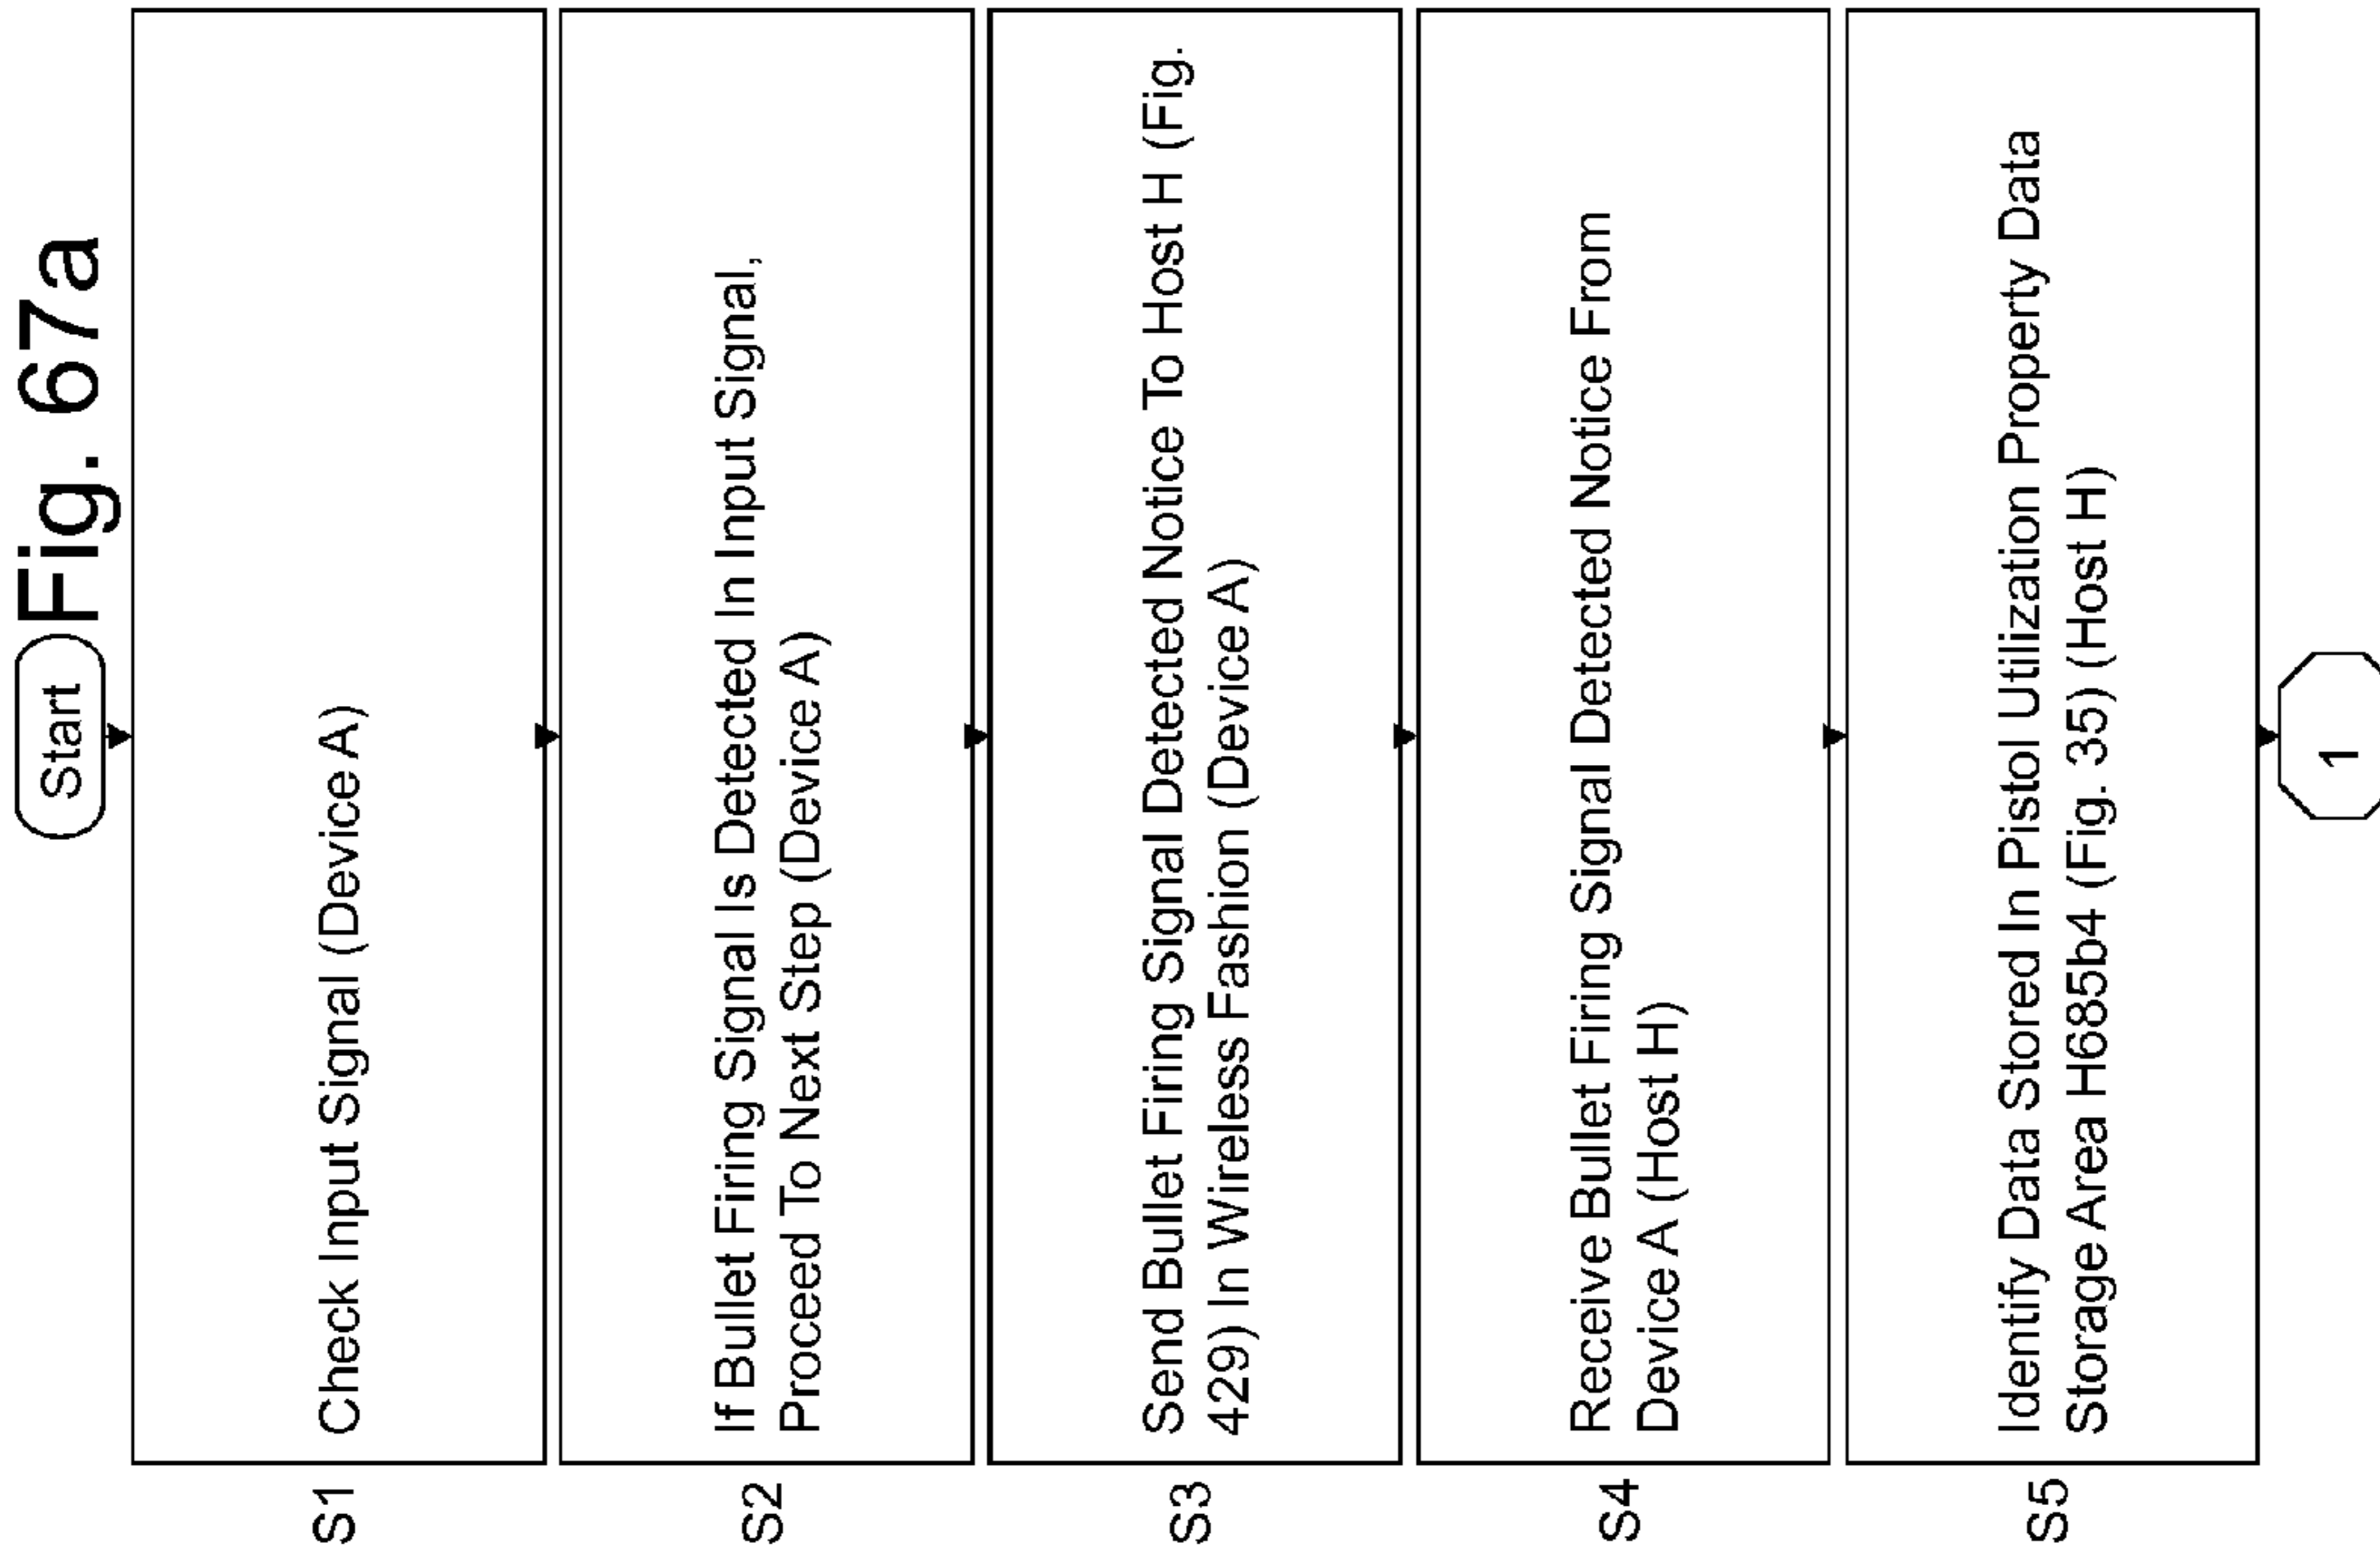 Fig. 67a
Start
S1
Check Input Signal (Device A)
S2
If Bullet Firing Signal Is Detected In Input Signal,
Proceed To Next Step (Device A)
S3
Send Bullet Firing Signal Detected Notice To Host H (Fig.
429) In Wireless Fashion (Device A)
S4
Receive Bullet Firing Signal Detected Notice From
Device A (Host H)
S5
Identify Data Stored In Pistol Utilization Property Data
Storage Area H685b4 (Fig. 35) (Host H)
1